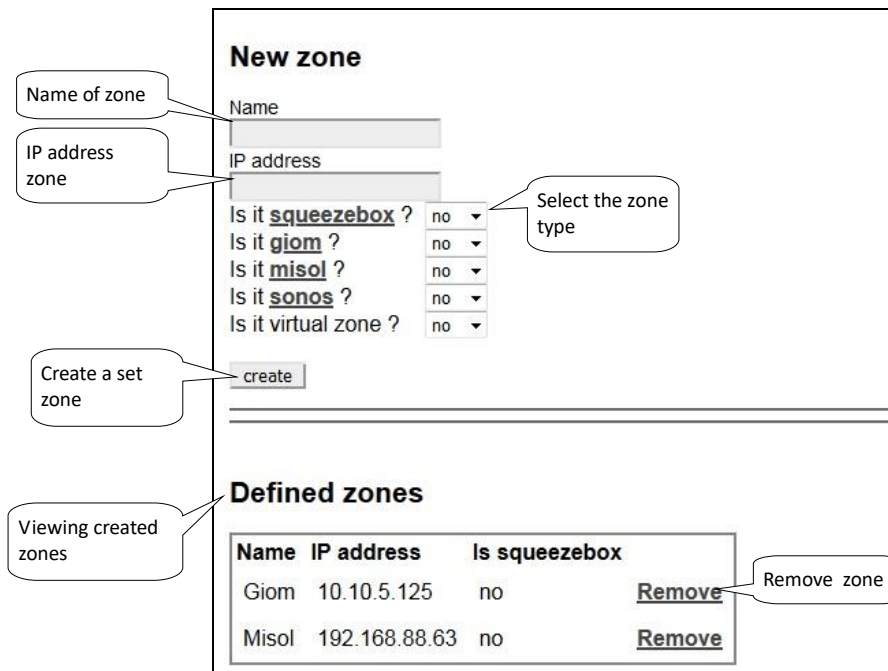 New zone
Name of zone
Name
IP address
zone
IP address
Is it squeezebox ? no
Select the zone
type
Is it giom ? no
Is it misol ? no
Is it sonos ? no
Is it virtual zone ? no
Create a set
zone
create
Defined zones
Viewing created
zones
Name IP address Is squeezebox
Giom 10.10.5.125 no Remove
Remove zone
Misol 192.168.88.63 no Remove